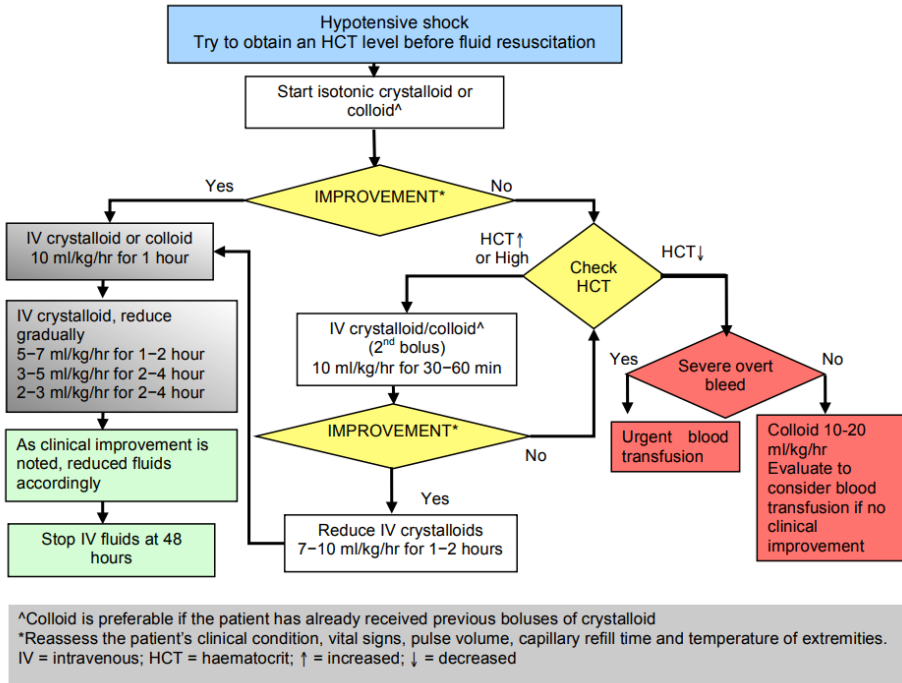 Hypotensive shock
Try to obtain an HCT level before fluid resuscitation
Start isotonic crystalloid or
colloid^
Yes
IMPROVEMENT*
No
IV crystalloid or colloid
10 ml/kg/hr for 1 hour
HCT↑
or High
Check
HCT
HCT↓
IV crystalloid, reduce
gradually
5−7 ml/kg/hr for 1−2 hour
3−5 ml/kg/hr for 2−4 hour
2−3 ml/kg/hr for 2−4 hour
IV crystalloid/colloid^
(2nd bolus)
10 ml/kg/hr for 30−60 min
Yes
Severe overt
bleed
No
IMPROVEMENT*
No
Urgent blood
transfusion
Colloid 10-20
ml/kg/hr
Evaluate to
consider blood
transfusion if no
clinical
improvement
As clinical improvement is
noted, reduced fluids
accordingly
Yes
Stop IV fluids at 48
hours
Reduce IV crystalloids
7−10 ml/kg/hr for 1−2 hours
^Colloid is preferable if the patient has already received previous boluses of crystalloid
*Reassess the patient's clinical condition, vital signs, pulse volume, capillary refill time and temperature of extremities.
IV = intravenous; HCT = haematocrit; ↑ = increased; ↓ = decreased